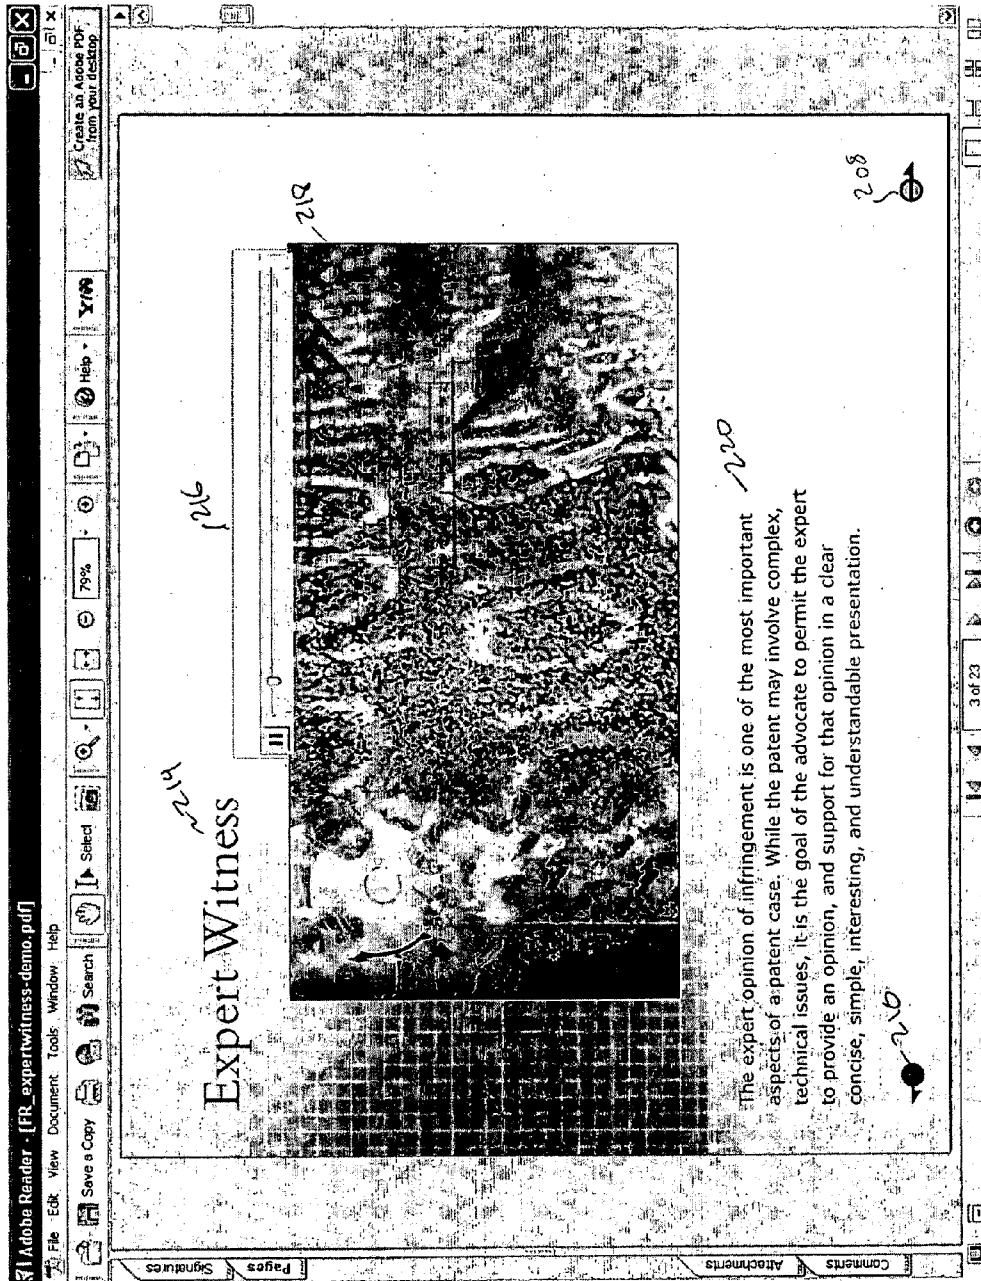 Adobe Reader - [FR_expertwitness-demo.pdf]
File Edit View Document Tools Window Help
Save a Copy Search Select 79% Help Y!
Create an Adobe PDF from your desktop
Signatures
Pages
Attachments
Comments
Expert Witness
214
216
218
The expert opinion of infringement is one of the most important
aspects of a patent case. While the patent may involve complex,
technical issues, it is the goal of the advocate to permit the expert
to provide an opinion, and support for that opinion in a clear
concise, simple, interesting, and understandable presentation.
220
210
208
3 of 23